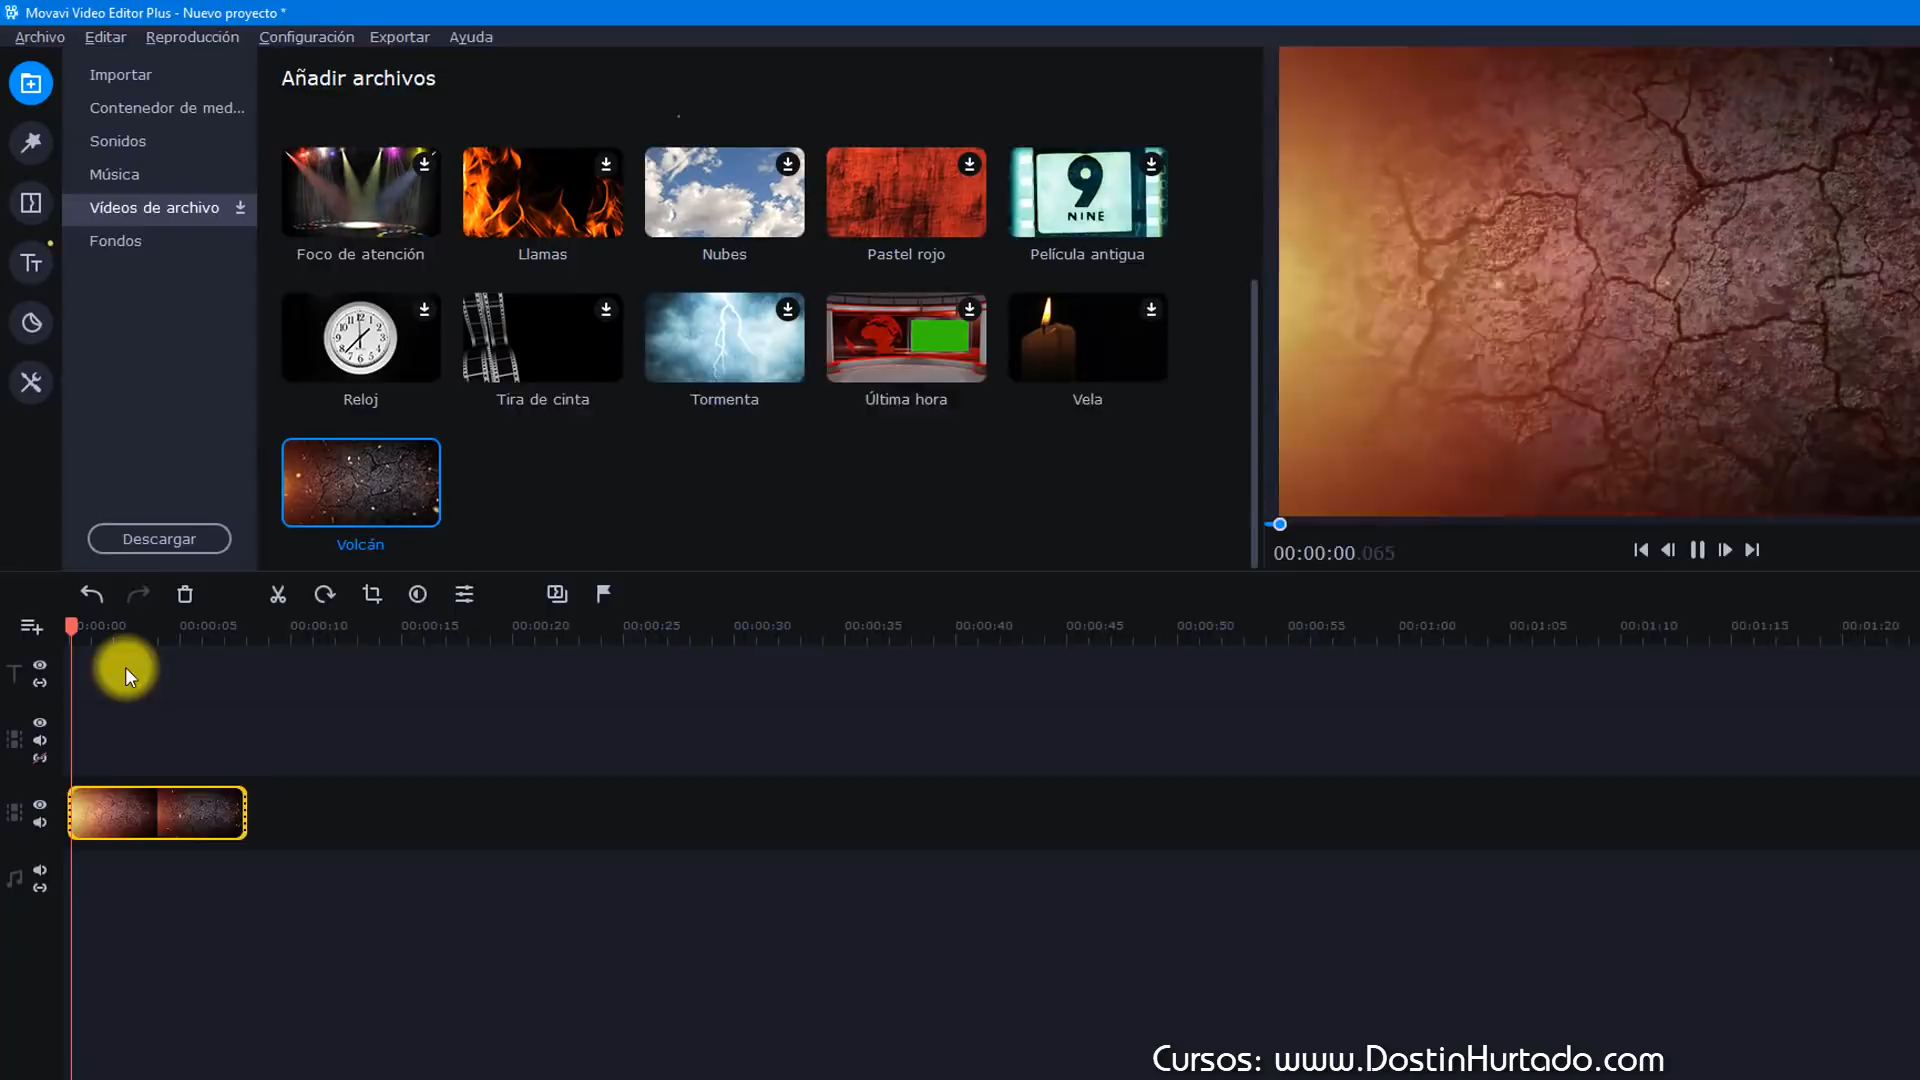 Movavi Video Editor Plus - Nuevo proyecto *
Archivo Editar Reproducción Configuración Exportar Ayuda
Importar
Contenedor de med...
Sonidos
Música
Vídeos de archivo
Fondos
Descargar
Añadir archivos
9
NINE
Foco de atención Llamas Nubes Pastel rojo Película antigua
Reloj Tira de cinta Tormenta Última hora Vela
Volcán
00:00:00.065
0:00:00 00:00:05 00:00:10 00:00:15 00:00:20 00:00:25 00:00:30 00:00:35 00:00:40 00:00:45 00:00:50 00:00:55 00:01:00 00:01:05 00:01:10 00:01:15 00:01:20
Cursos: www.DostinHurtado.com